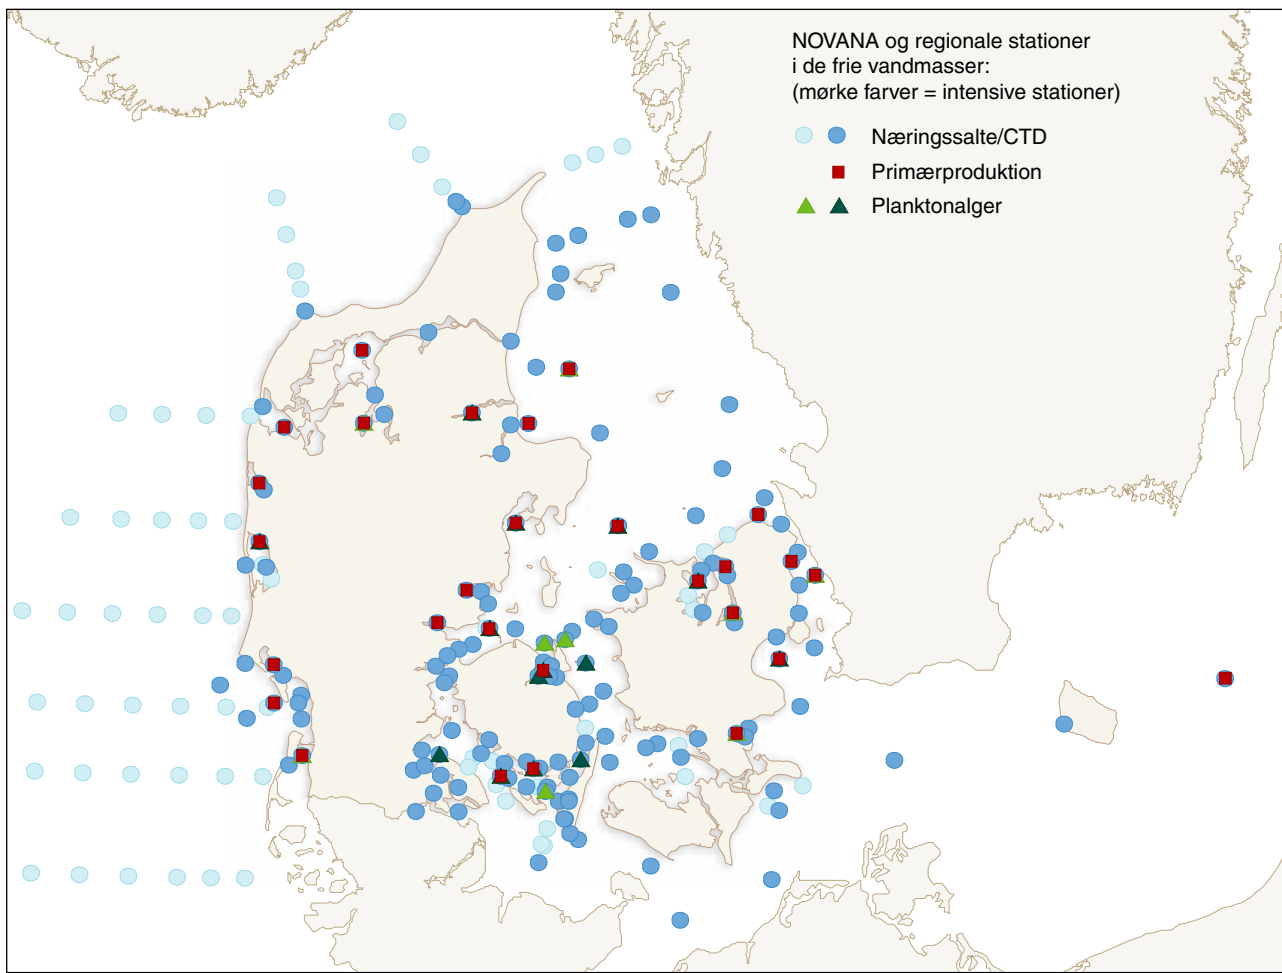 NOVANA og regionale stationer
i de frie vandmasser:
(mørke farver = intensive stationer)
Næringssalte/CTD
Primærproduktion
Planktonalger